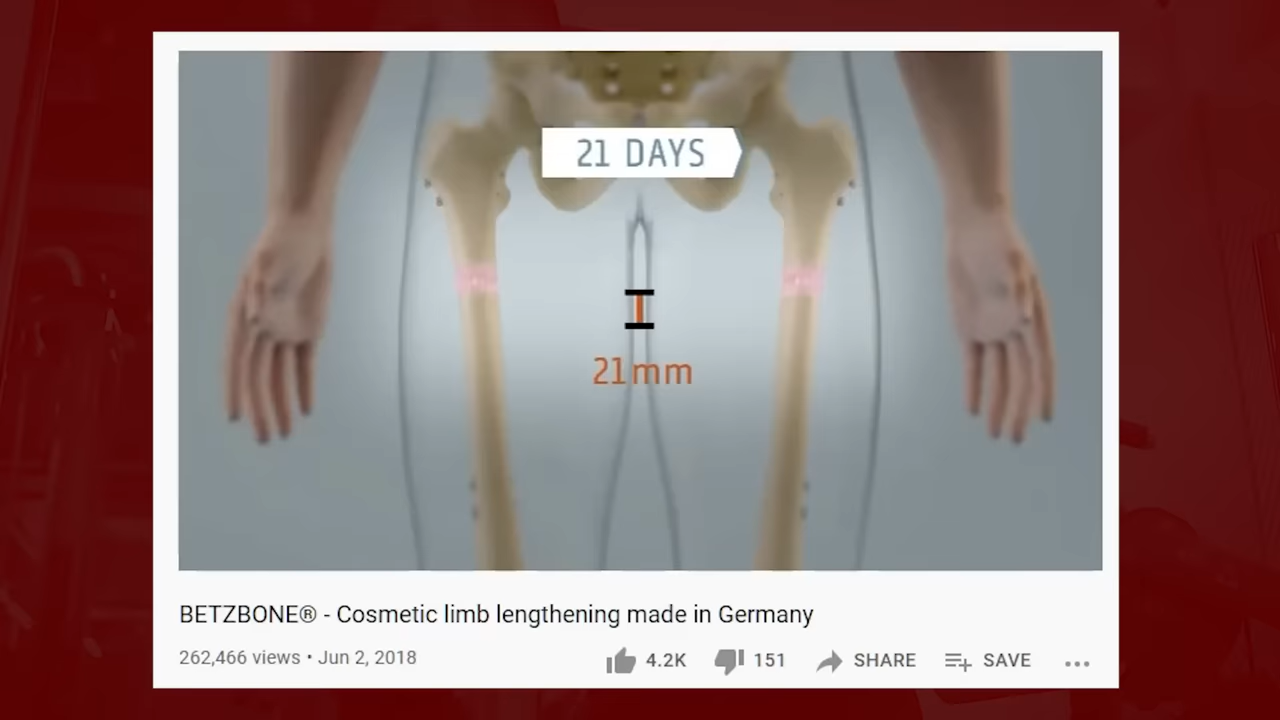 21 DAYS
21mm
BETZBONE® - Cosmetic limb lengthening made in Germany
262,466 views • Jun 2, 2018
4.2K 151 SHARE SAVE